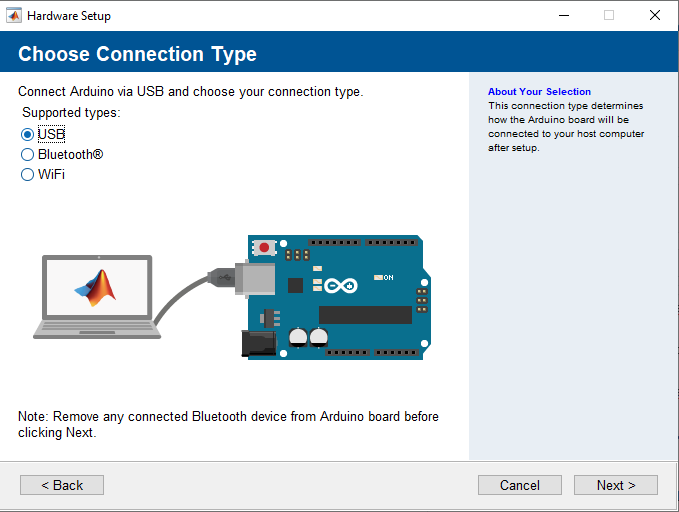 Hardware Setup
Choose Connection Type
Connect Arduino via USB and choose your connection type.
Supported types:
USB
Bluetooth®
WiFi
About Your Selection
This connection type determines
how the Arduino board will be
connected to your host computer
after setup.
ON
Note: Remove any connected Bluetooth device from Arduino board before
clicking Next.
< Back
Cancel
Next >